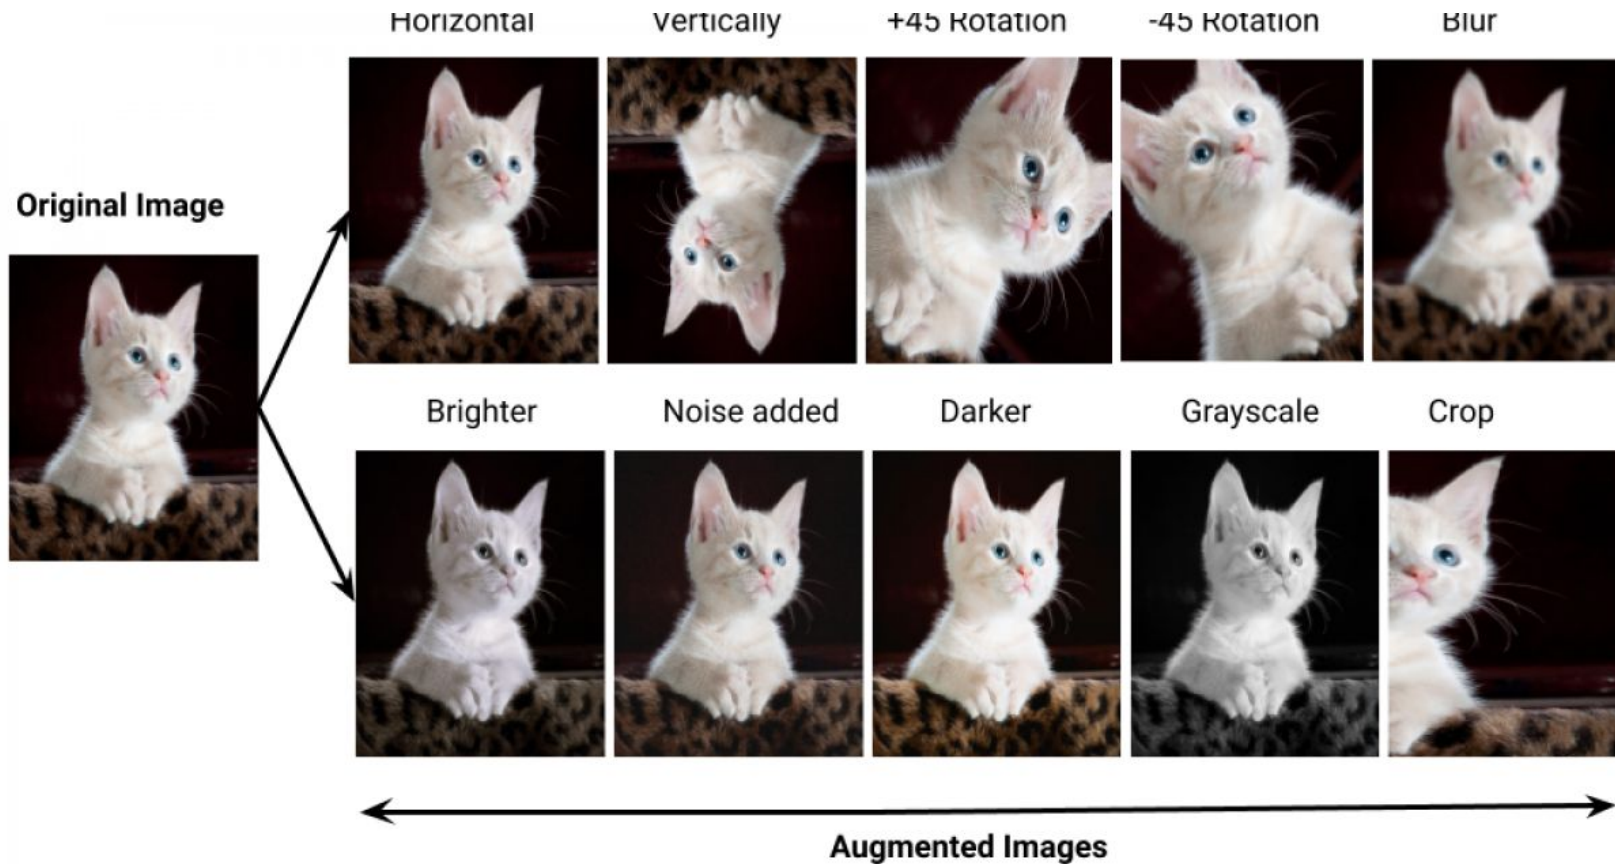 Horizontal
Vertically
+45 Rotation
-45 Rotation
Blur
Original Image
Brighter
Noise added
Darker
Grayscale
Crop
Augmented Images